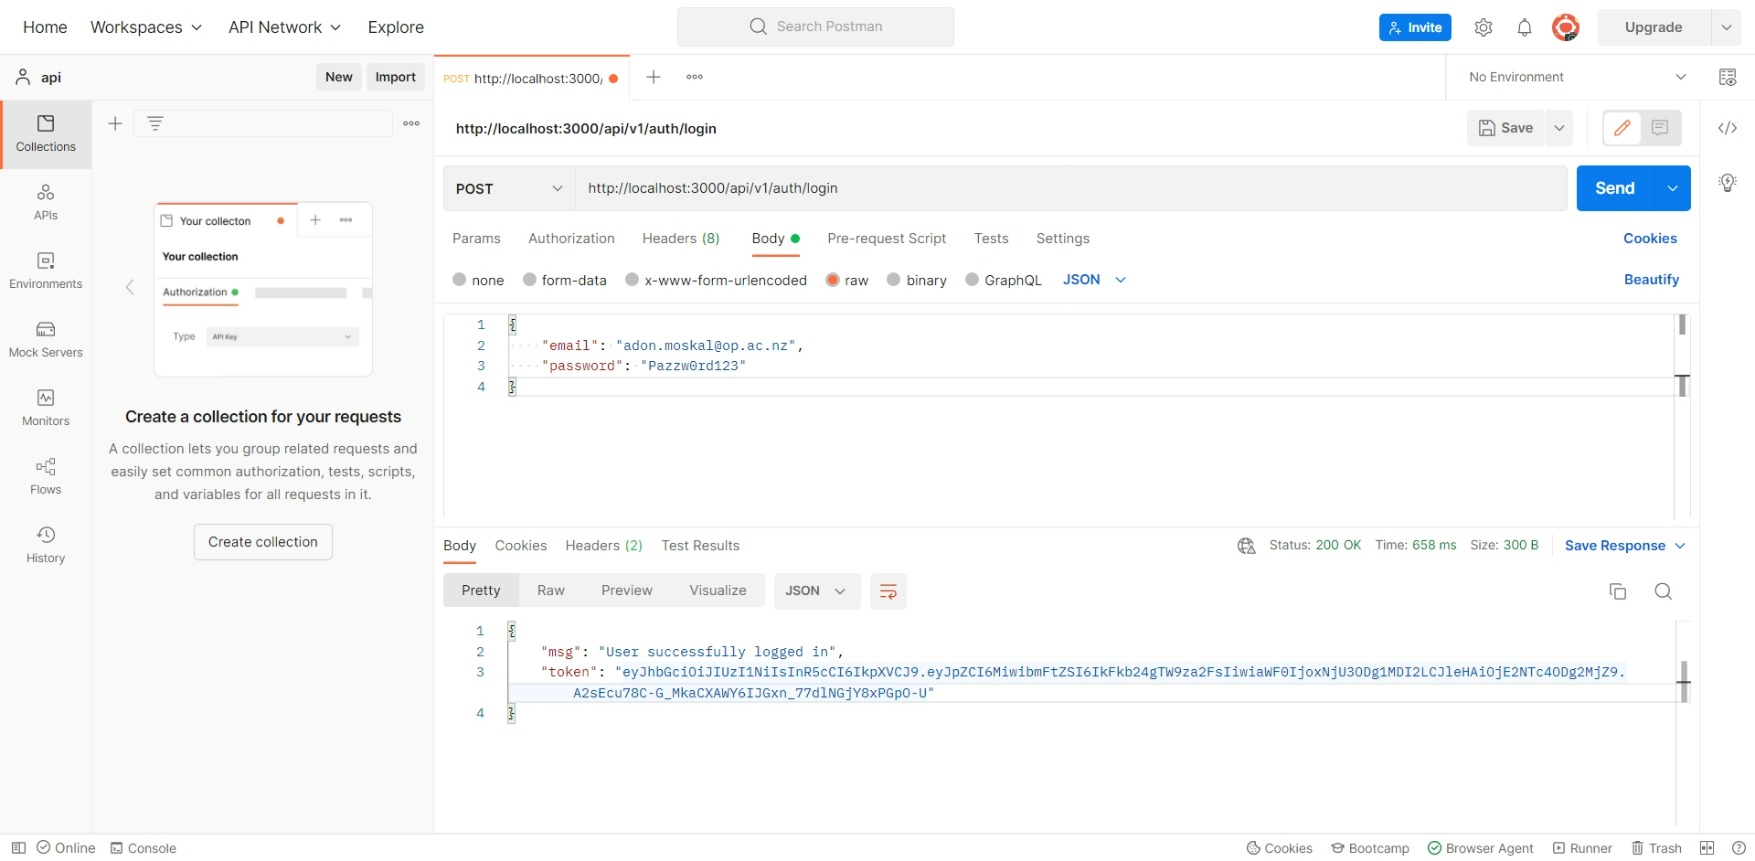 Home Workspaces API Network Explore Search Postman Invite Upgrade
api New Import POST http://localhost:3000/ No Environment
http://localhost:3000/api/v1/auth/login Save
Collections
APIs
Environments
Mock Servers
Monitors
Flows
History
Your collecton
Your collection
Authorization
Type API Key
Create a collection for your requests
A collection lets you group related requests and
easily set common authorization, tests, scripts,
and variables for all requests in it.
Create collection
POST http://localhost:3000/api/v1/auth/login Send
Params Authorization Headers (8) Body Pre-request Script Tests Settings Cookies
none form-data x-www-form-urlencoded raw binary GraphQL JSON Beautify
1 {
2 "email": "adon.moskal@op.ac.nz",
3 "password": "Pazzw0rd123"
4 }
Body Cookies Headers (2) Test Results Status: 200 OK Time: 658 ms Size: 300 B Save Response
Pretty Raw Preview Visualize JSON
1 {
2 "msg": "User successfully logged in",
3 "token": "eyJhbGciOiJIUzI1NiIsInR5cCI6IkpXVCJ9.eyJpZCI6MiwibmFtZSI6IkFkb24gTW9za2FsIiwiaWF0IjoxNjU3ODg1MDI2LCJleHAiOjE2NTc4ODg2MjZ9.
A2sEcu78C-G_MkaCXAWY6IJGxn_77dlNGjY8xPGpO-U"
4 }
Online Console Cookies Bootcamp Browser Agent Runner Trash